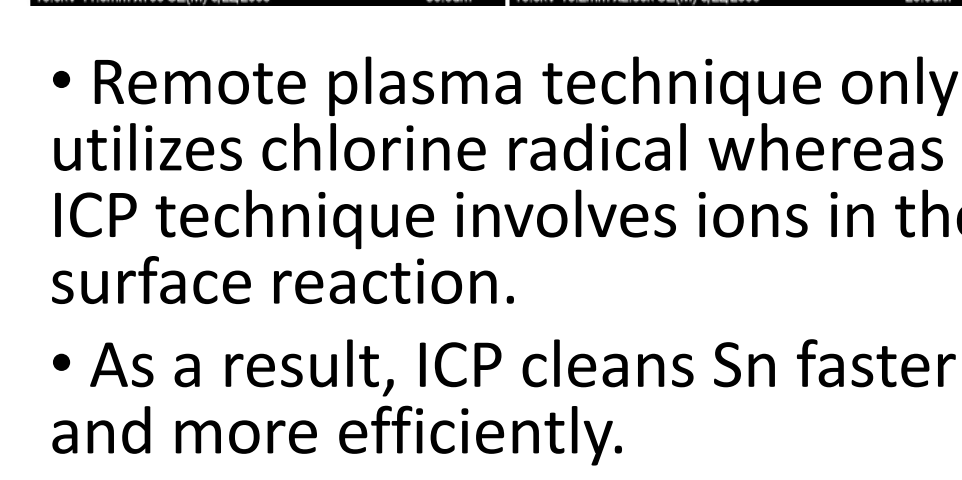 • Remote plasma technique only
utilizes chlorine radical whereas
ICP technique involves ions in the
surface reaction.
• As a result, ICP cleans Sn faster
and more efficiently.